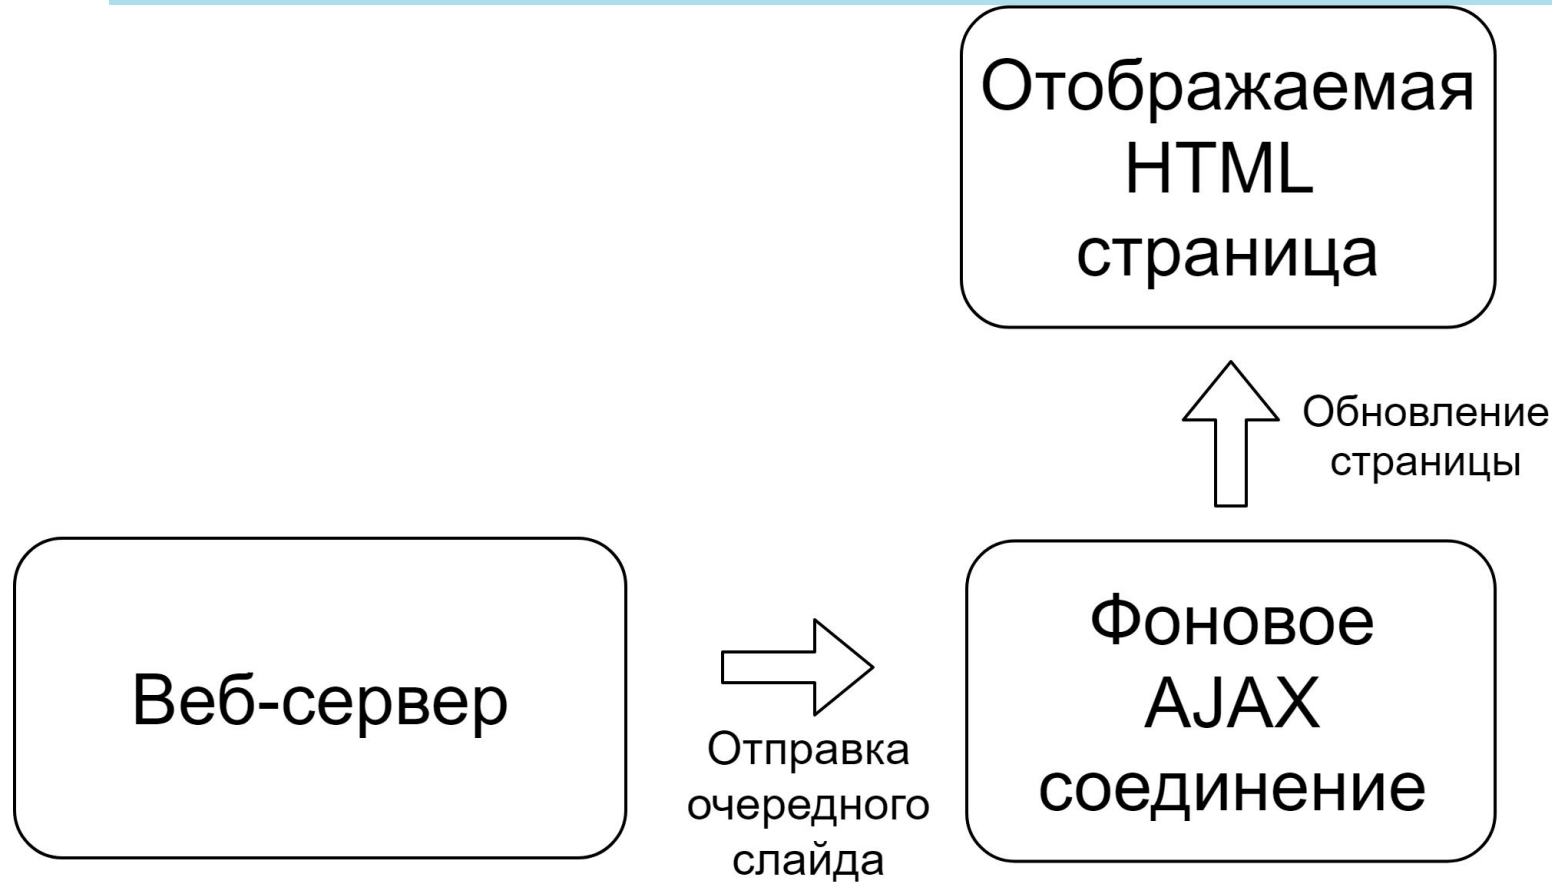 Отображаемая
HTML
страница
Обновление
страницы
Веб-сервер
Отправка
очередного
слайда
Фоновое
AJAX
соединение